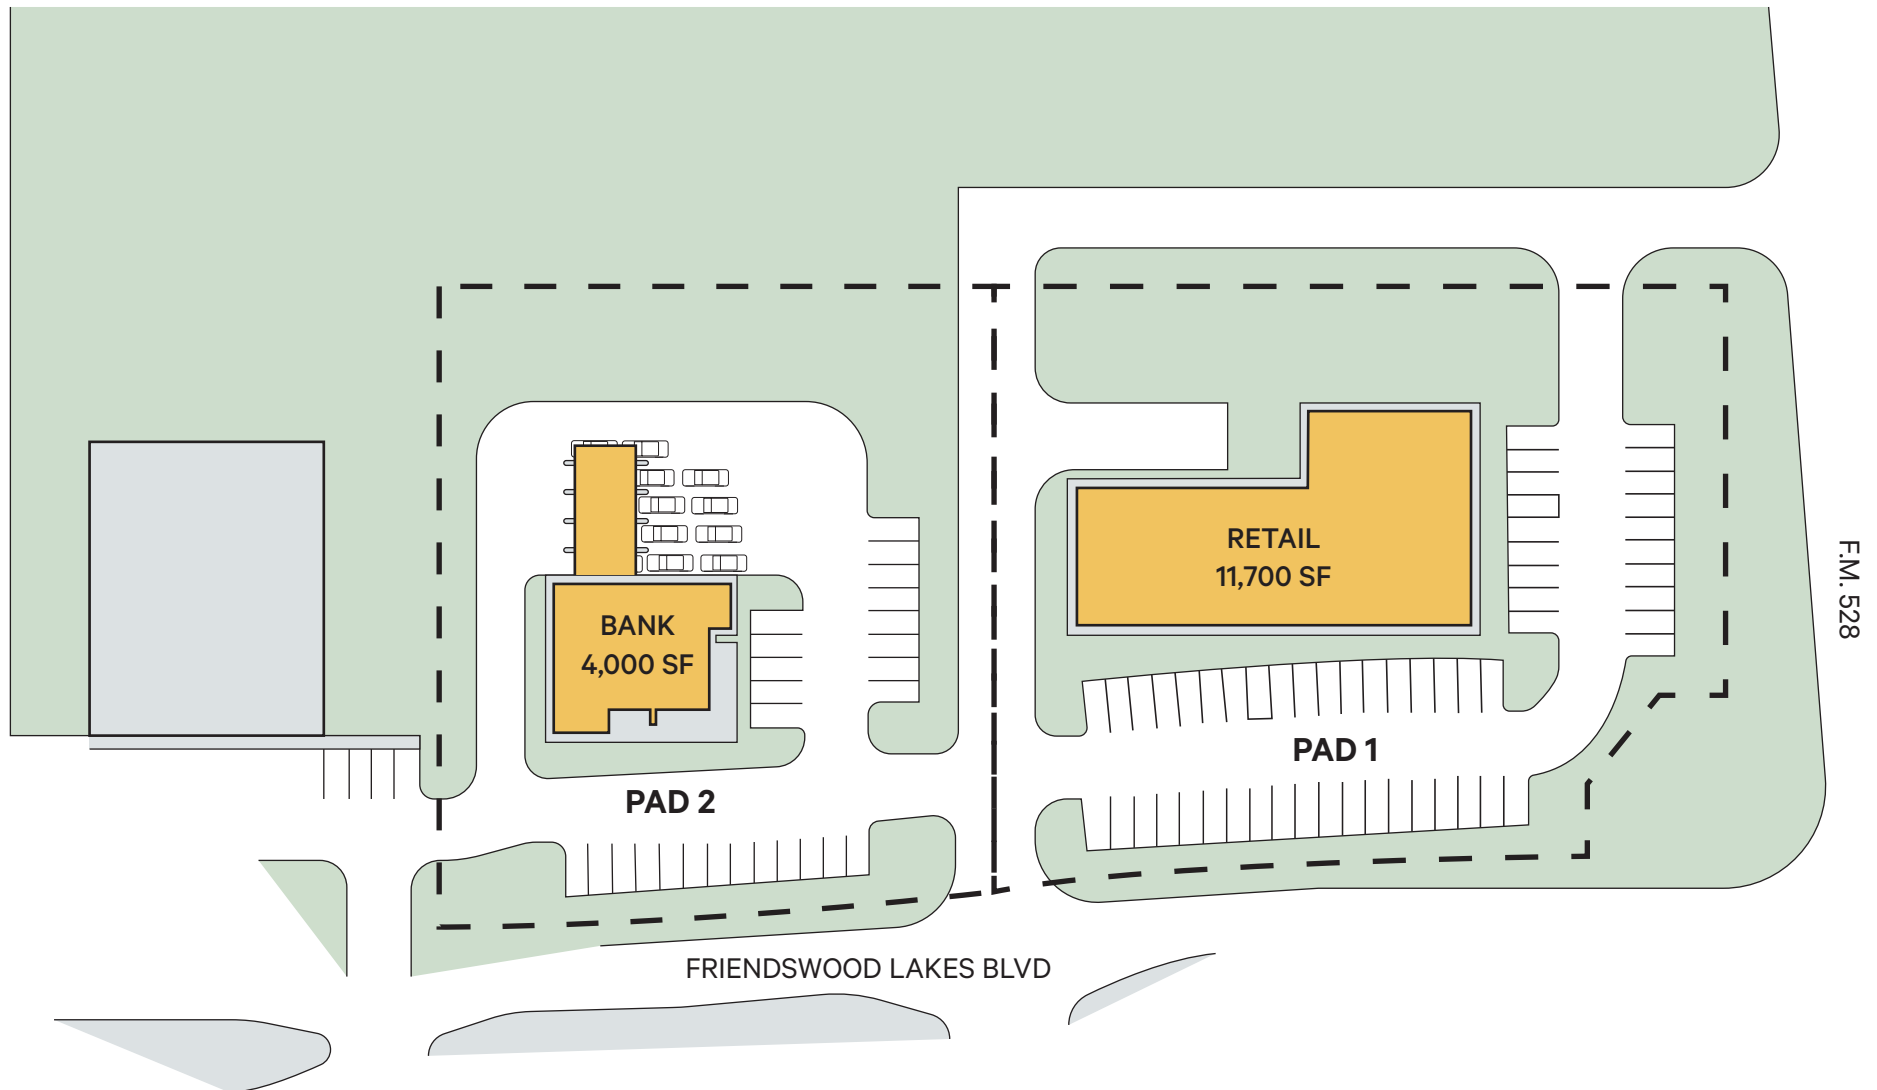 RETAIL
11,700 SF
F.M. 528
BANK
4,000 SF
PAD 1
PAD 2
FRIENDSWOOD LAKES BLVD